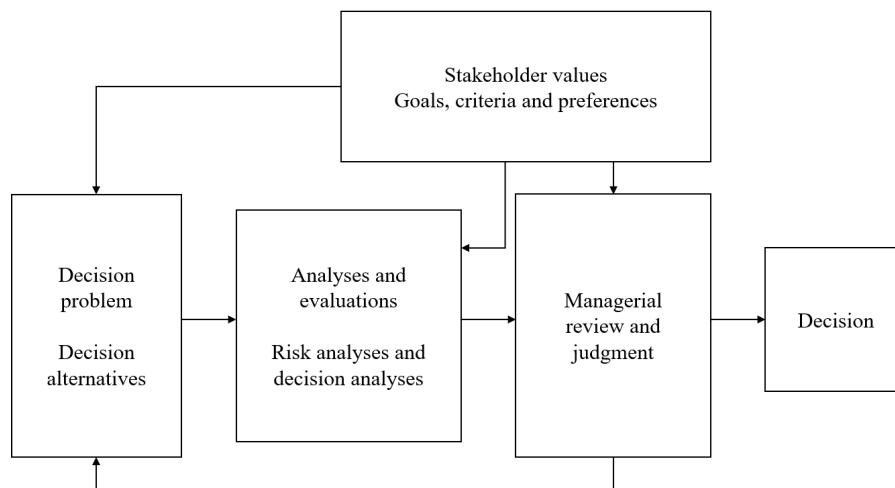 Stakeholder values
Goals, criteria and preferences
Decision
problem
Decision
alternatives
Analyses and
evaluations
Risk analyses and
decision analyses
Managerial
review and
judgment
Decision